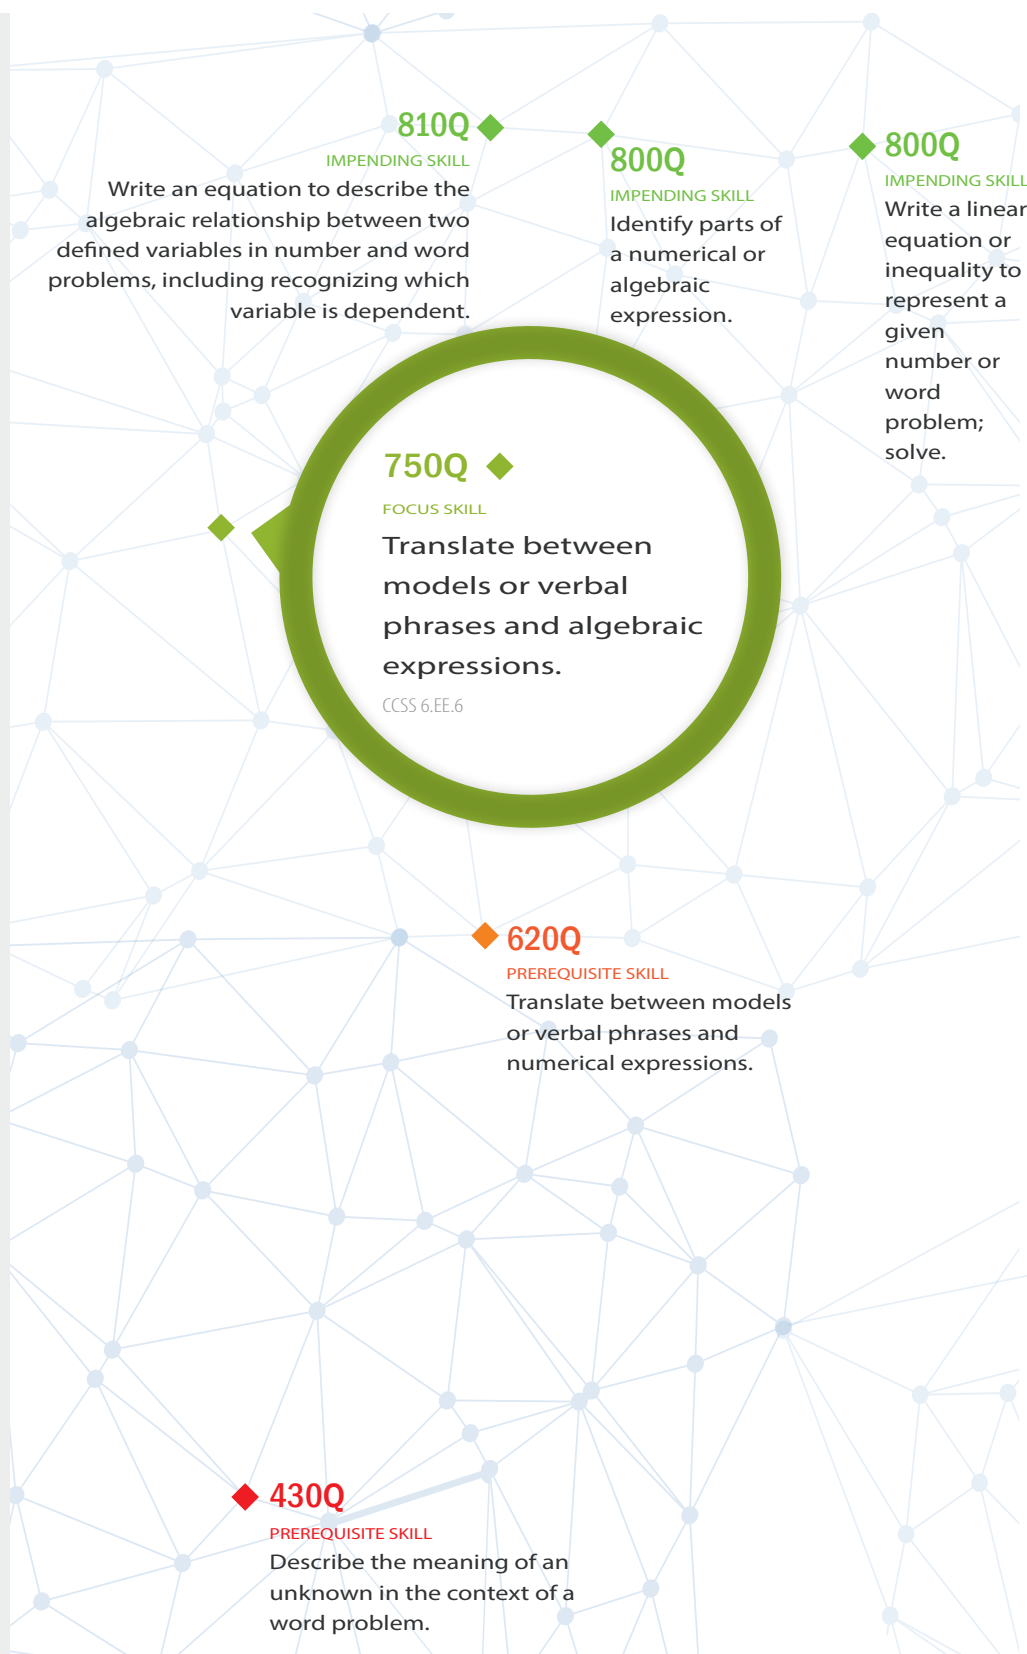 810Q
IMPENDING SKILL
Write an equation to describe the
algebraic relationship between two
defined variables in number and word
problems, including recognizing which
variable is dependent.
800Q
IMPENDING SKILL
Identify parts of
a numerical or
algebraic
expression.
800Q
IMPENDING SKILL
Write a linear
equation or
inequality to
represent a
given
number or
word
problem;
solve.
750Q
FOCUS SKILL
Translate between
models or verbal
phrases and algebraic
expressions.
CCSS 6.EE.6
620Q
PREREQUISITE SKILL
Translate between models
or verbal phrases and
numerical expressions.
430Q
PREREQUISITE SKILL
Describe the meaning of an
unknown in the context of a
word problem.